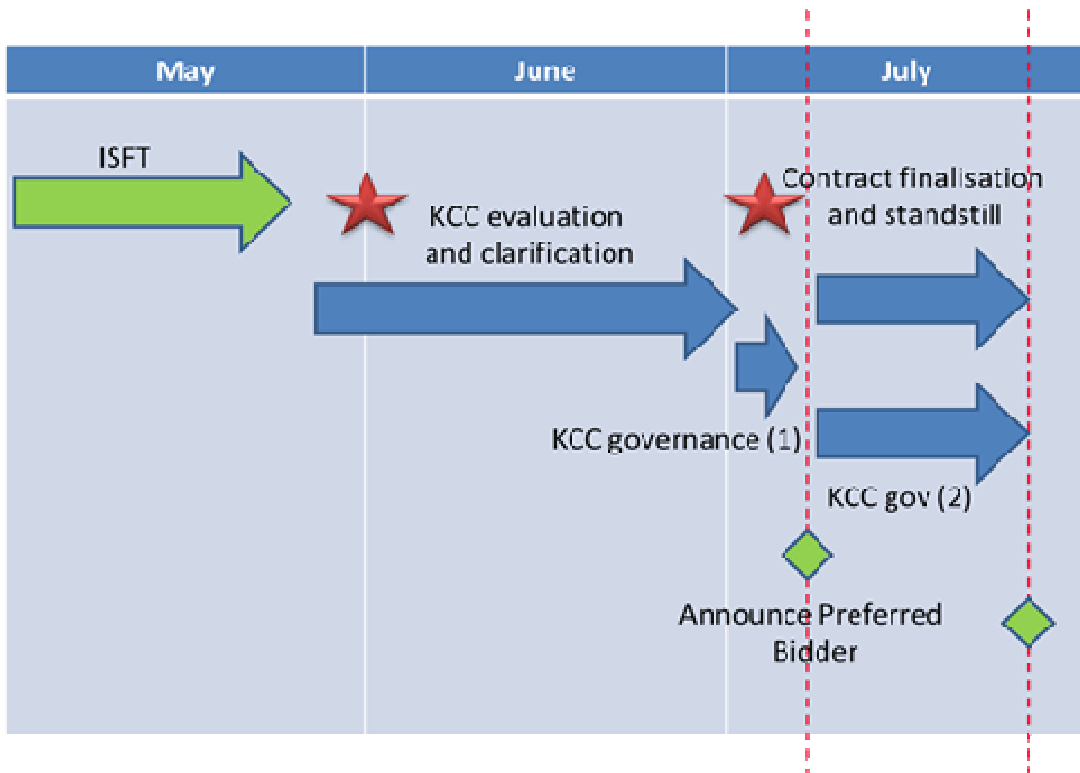 May
June
July
ISFT
Contract finalisation
and standstill
KCC evaluation
and clarification
KCC governance (1)
KCC gov (2)
Announce Preferred
Bidder